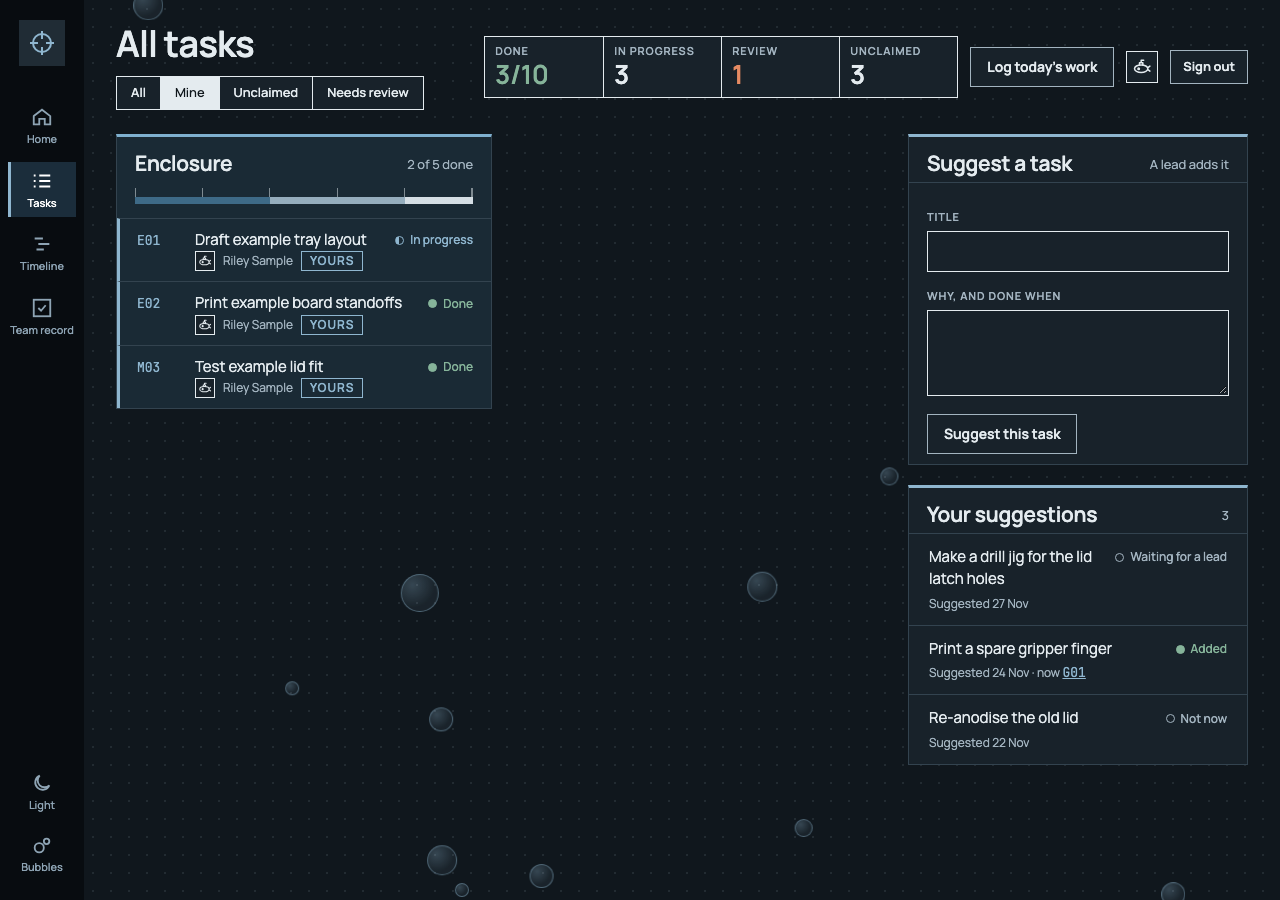 Home
Tasks
Timeline
Team record
Light
Bubbles
All tasks
All
Mine
Unclaimed
Needs review
DONE
3/10
IN PROGRESS
3
REVIEW
1
UNCLAIMED
3
Log today's work
Sign out
Enclosure
2 of 5 done
E01
Draft example tray layout
In progress
Riley Sample
YOURS
E02
Print example board standoffs
Done
Riley Sample
YOURS
M03
Test example lid fit
Done
Riley Sample
YOURS
Suggest a task
A lead adds it
TITLE
WHY, AND DONE WHEN
Suggest this task
Your suggestions
3
Make a drill jig for the lid
latch holes
Waiting for a lead
Suggested 27 Nov
Print a spare gripper finger
Added
Suggested 24 Nov · now G01
Re-anodise the old lid
Not now
Suggested 22 Nov